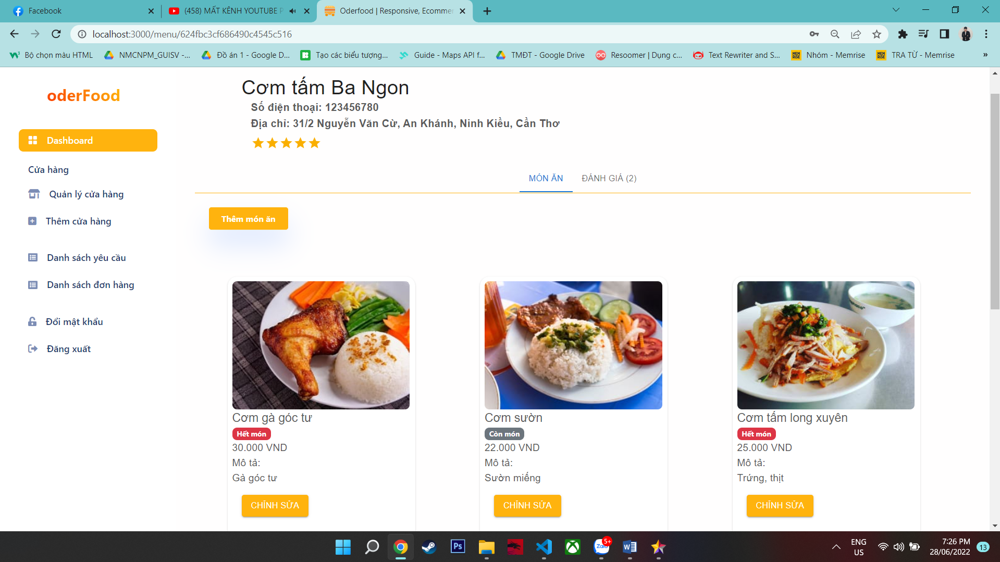 Facebook
(458) MẤT KÊNH YOUTUBE P
Oderfood | Responsive, Ecommer
localhost:3000/menu/624fbc3cf686490c4545c516
Bộ chọn màu HTML
NMCNPM_GUISV -...
Đồ án 1 - Google D...
Tạo các biểu tượng...
Guide - Maps API f...
TMĐT - Google Drive
Resoomer | Dụng c...
Text Rewriter and S...
Nhóm - Memrise
TRA TỪ - Memrise
»
oderFood
Dashboard
Cửa hàng
Quản lý cửa hàng
Thêm cửa hàng
Danh sách yêu cầu
Danh sách đơn hàng
Đổi mật khẩu
Đăng xuất
Cơm tấm Ba Ngon
Số điện thoại: 123456780
Địa chỉ: 31/2 Nguyễn Văn Cừ, An Khánh, Ninh Kiều, Cần Thơ
MÓN ĂN
ĐÁNH GIÁ (2)
Thêm món ăn
Cơm gà góc tư
Hết món
30.000 VND
Mô tả:
Gà góc tư
CHỈNH SỬA
Cơm sườn
Còn món
22.000 VND
Mô tả:
Sườn miếng
CHỈNH SỬA
Cơm tấm long xuyên
Hết món
25.000 VND
Mô tả:
Trứng, thịt
CHỈNH SỬA
Ps
Zalo
5+
W
ENG
US
7:26 PM
28/06/2022
13